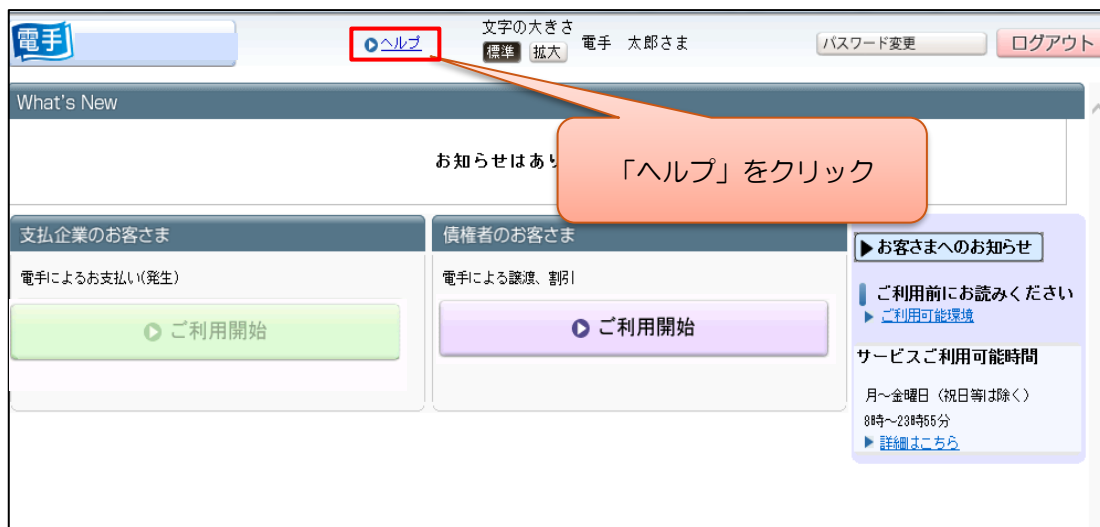 電手
ヘルプ
文字の大きさ
標準 拡大
電手 太郎さま
パスワード変更
ログアウト
What's New
お知らせはあり
「ヘルプ」をクリック
支払企業のお客さま
電手によるお支払い(発生)
ご利用開始
債権者のお客さま
電手による譲渡、割引
ご利用開始
お客さまへのお知らせ
ご利用前にお読みください
ご利用可能環境
サービスご利用可能時間
月~金曜日(祝日等は除く)
8時~23時55分
詳細はこちら